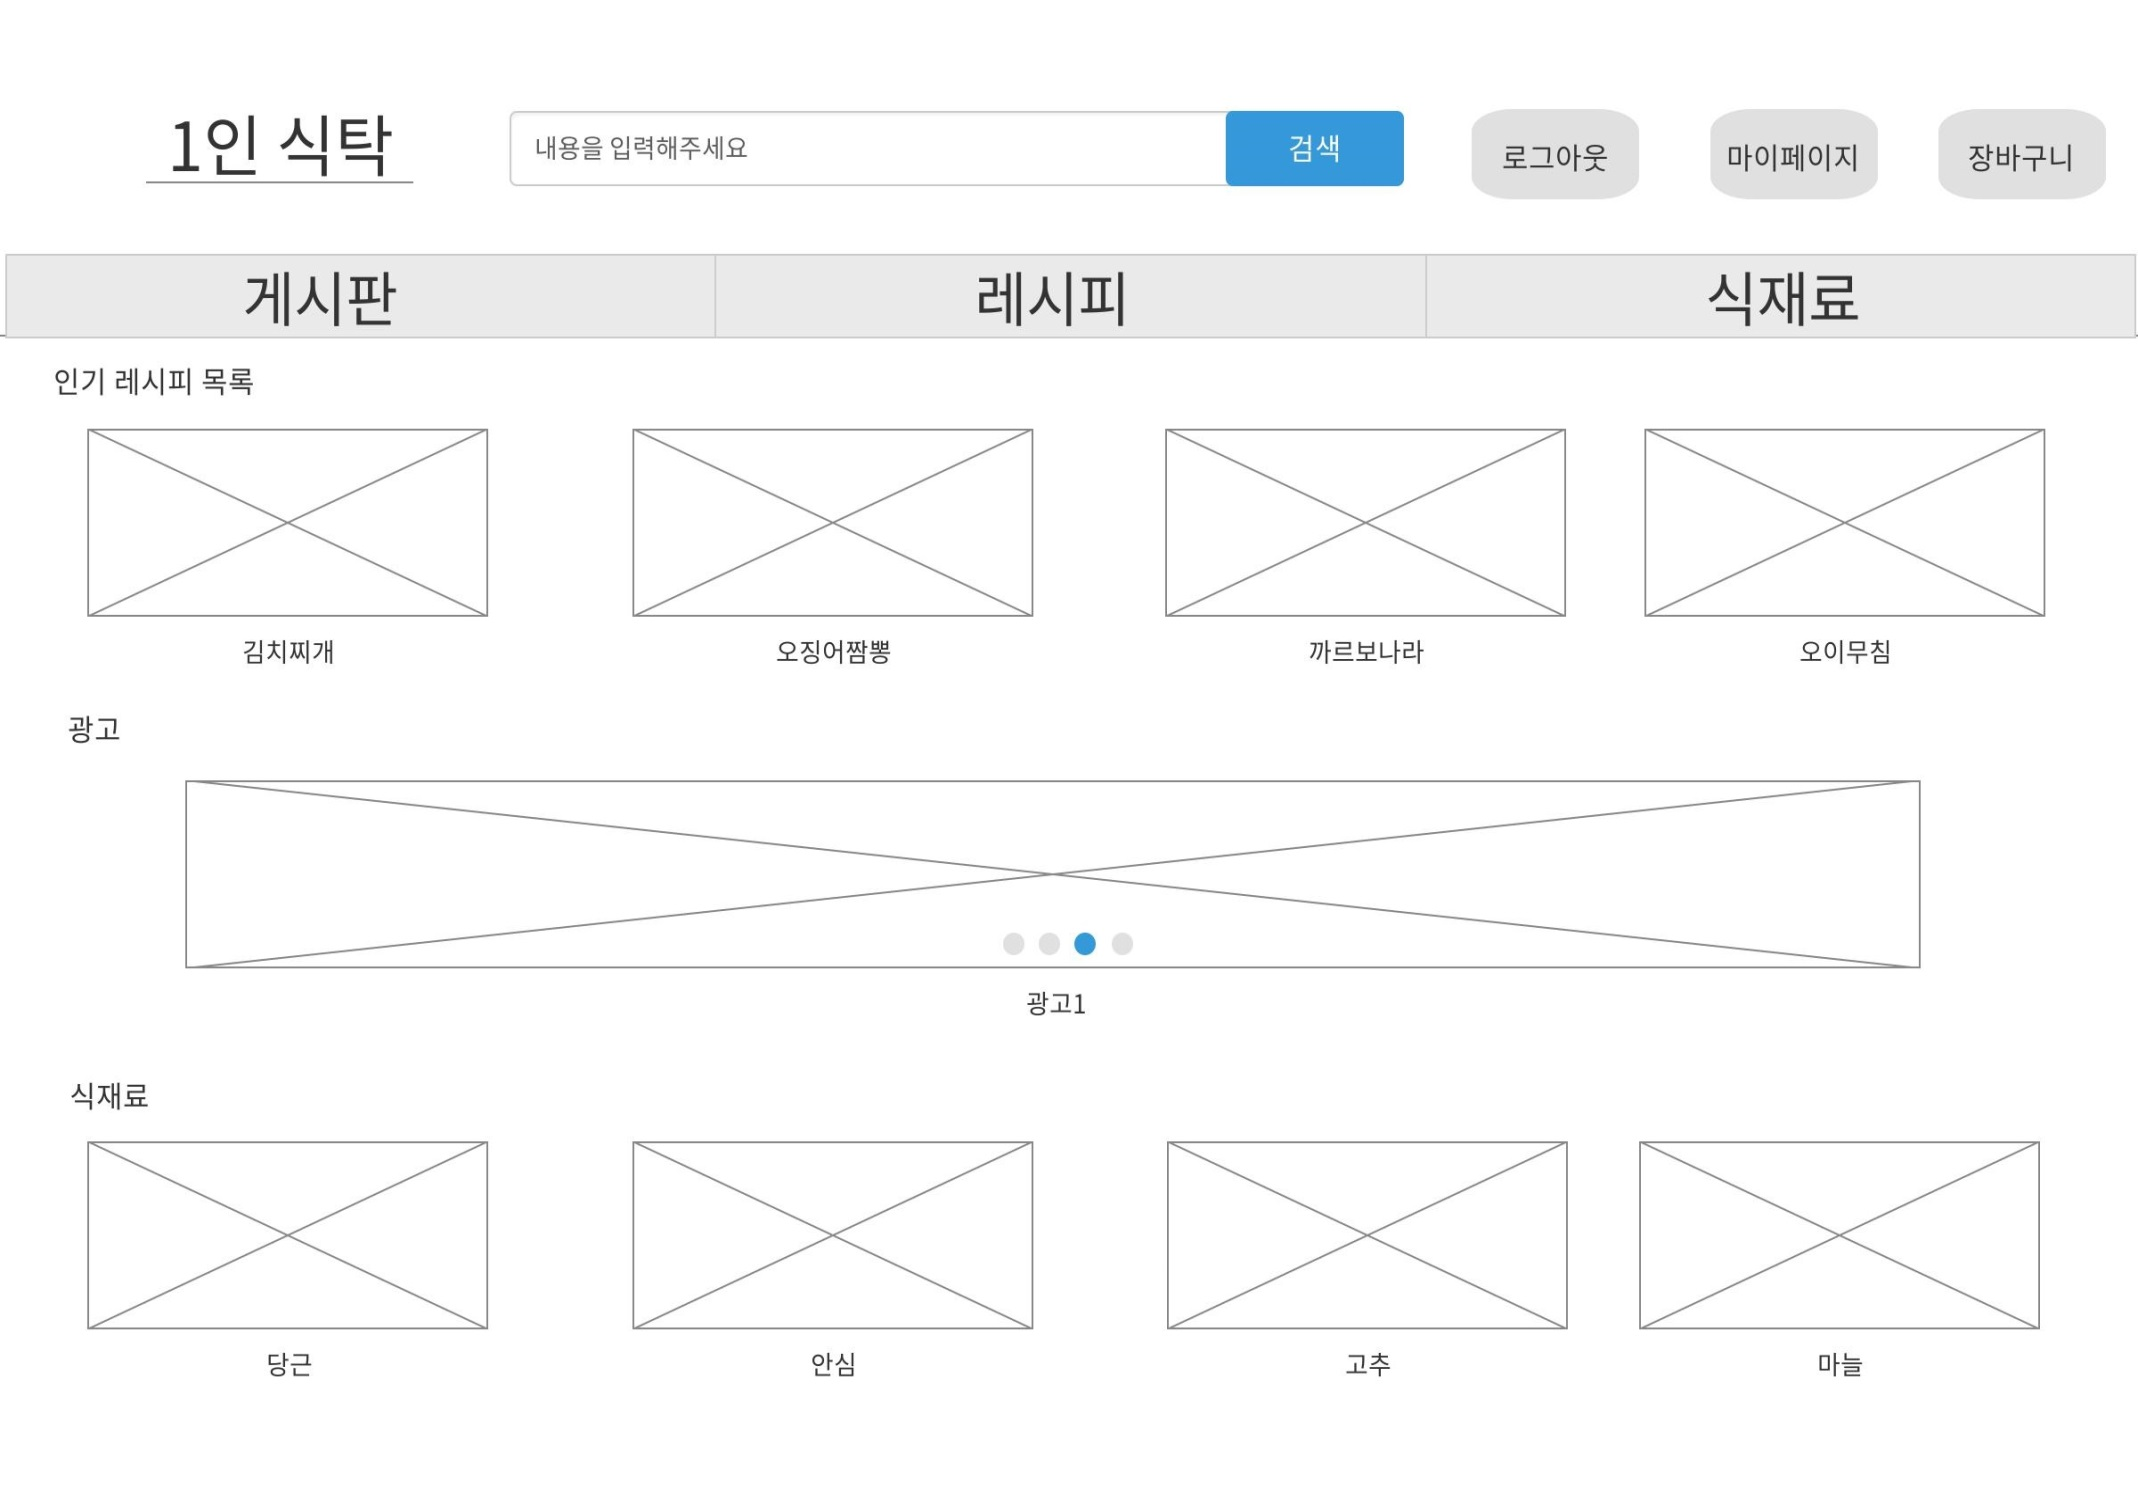 1인 식탁
내용을 입력해주세요
검색
로그아웃
마이페이지
장바구니
게시판
레시피
식재료
인기 레시피 목록
김치찌개
오징어짬뽕
까르보나라
오이무침
광고
광고1
식재료
당근
안심
고추
마늘